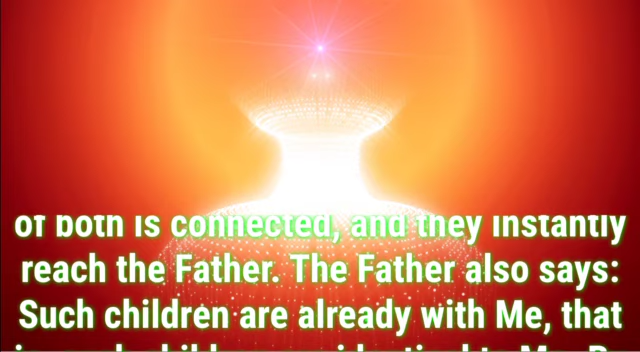 of both is connected, and they instantly
reach the Father. The Father also says:
Such children are already with Me, that